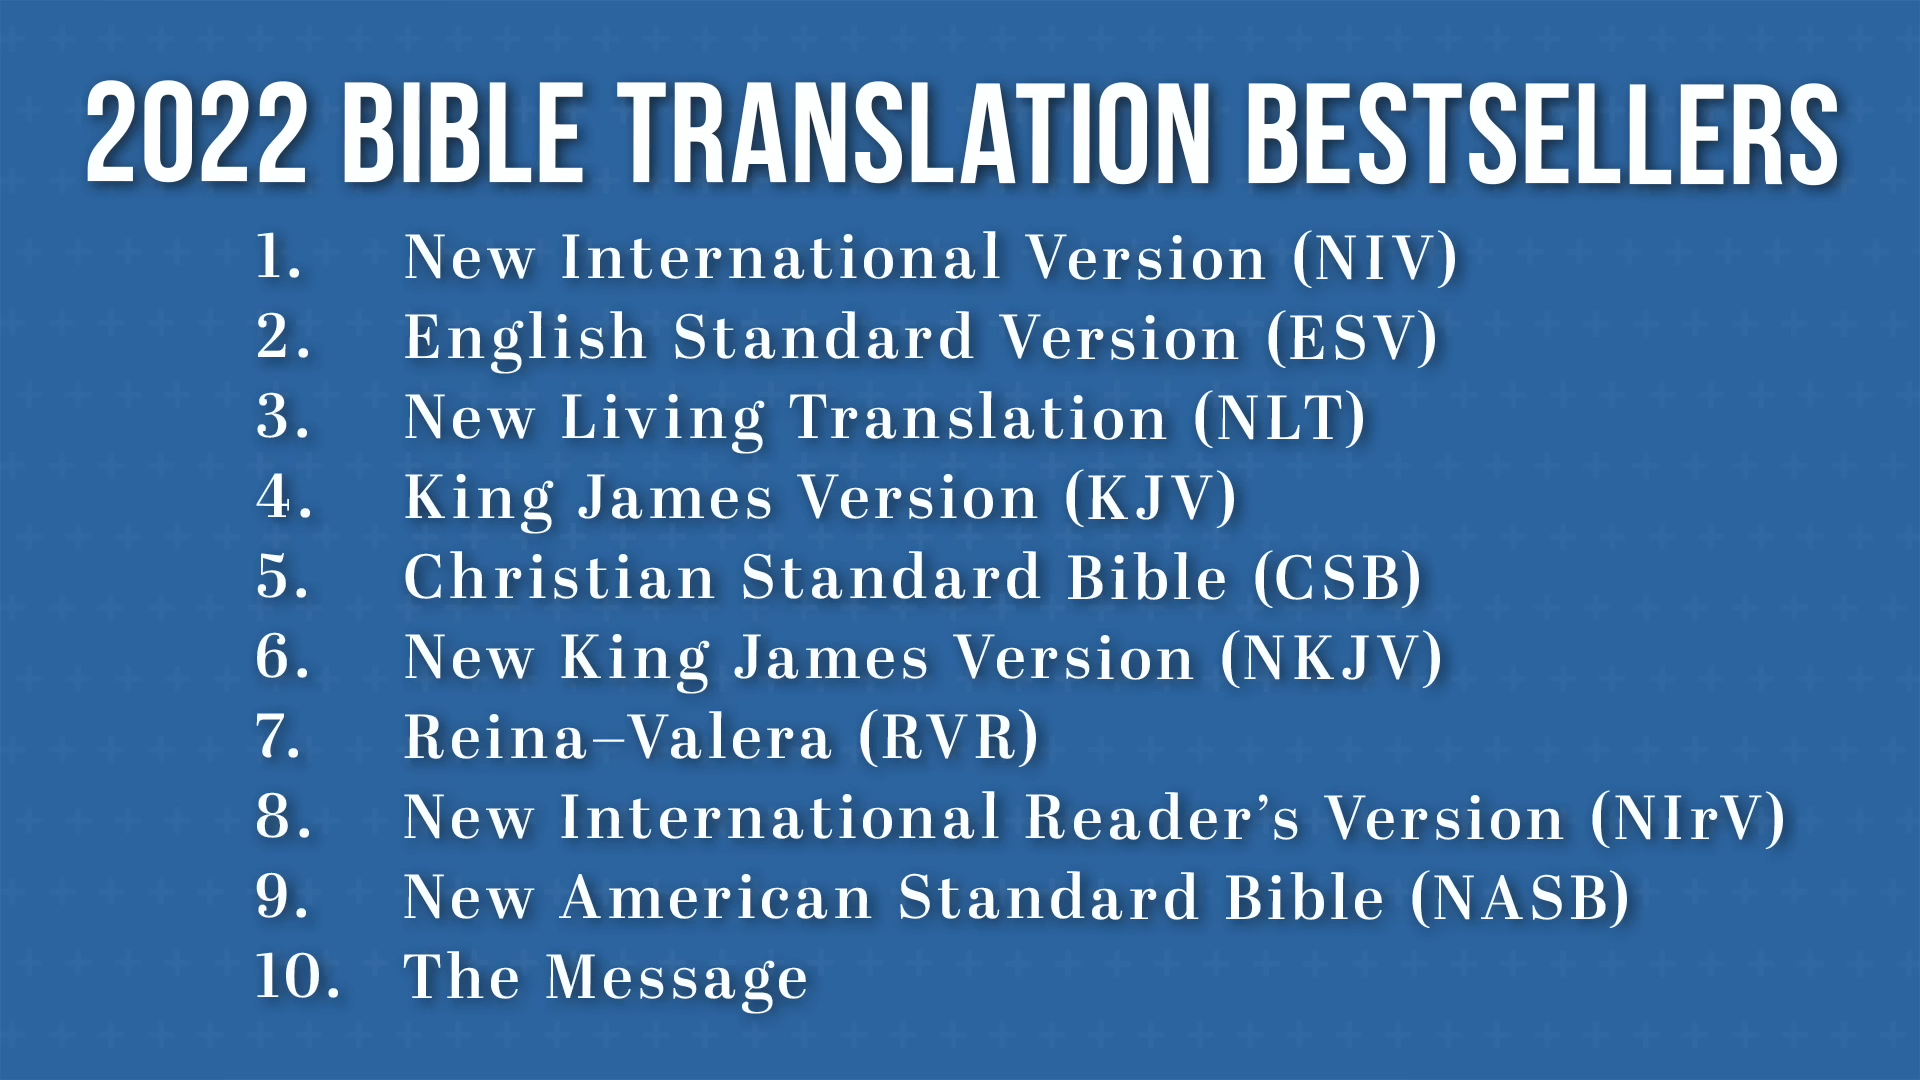 2022 BIBLE TRANSLATION BESTSELLERS
1. New International Version (NIV)
2. English Standard Version (ESV)
3. New Living Translation (NLT)
4. King James Version (KJV)
5. Christian Standard Bible (CSB)
6. New King James Version (NKJV)
7. Reina–Valera (RVR)
8. New International Reader’s Version (NIrV)
9. New American Standard Bible (NASB)
10. The Message